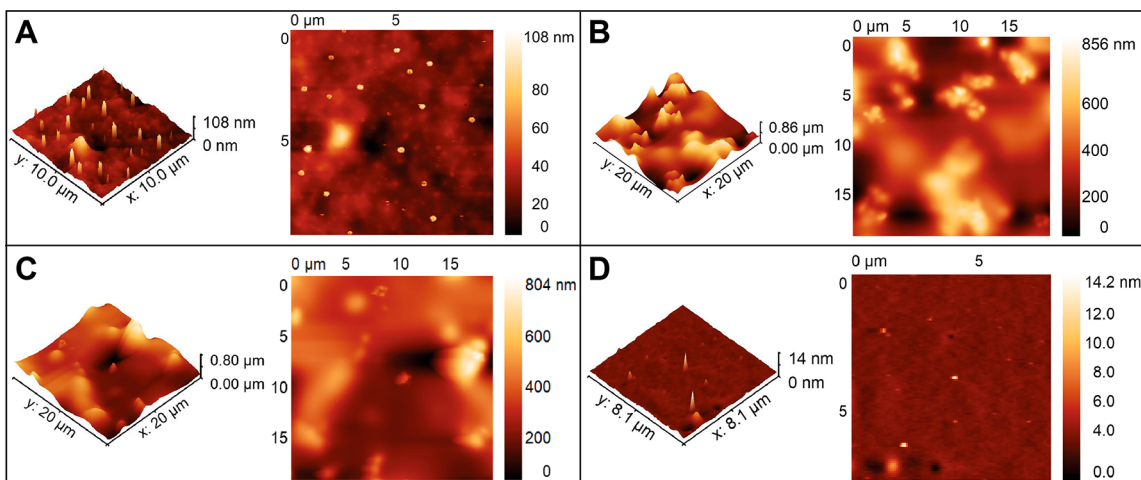 A
108 nm
0 nm
y: 10.0 µm
x: 10.0 µm
0 µm 5
0
5
108 nm
80
60
40
20
0
B
0.86 µm
0.00 µm
y: 20 µm
x: 20 µm
0 µm 5 10 15
0
5
10
15
856 nm
600
400
200
0
C
0.80 µm
0.00 µm
y: 20 µm
x: 20 µm
0 µm 5 10 15
0
5
10
15
804 nm
600
400
200
0
D
14 nm
0 nm
y: 8.1 µm
x: 8.1 µm
0 µm 5
0
5
14.2 nm
12.0
10.0
8.0
6.0
4.0
0.0